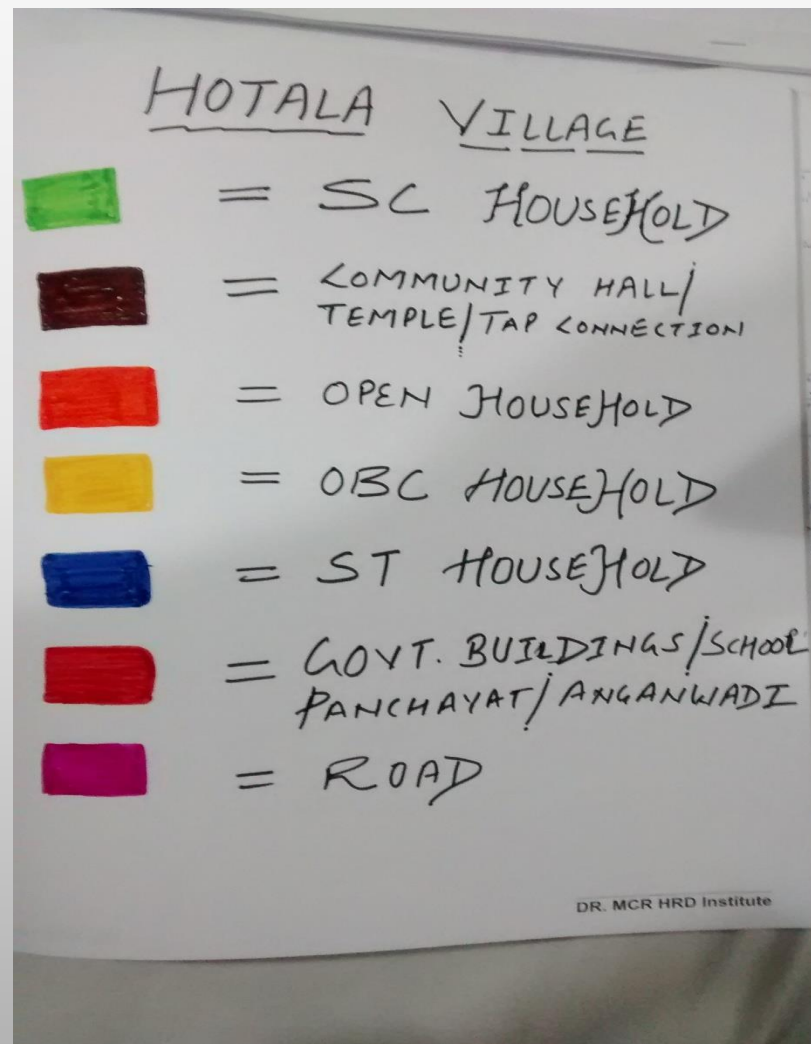 HOTALA VILLAGE
= SC HOUSEHOLD
= COMMUNITY HALL/
TEMPLE/TAP CONNECTION
= OPEN HOUSEHOLD
= OBC HOUSEHOLD
= ST HOUSEHOLD
= GOVT. BUILDINGS/SCHOOL
PANCHAYAT/ANGANWADI
= ROAD
DR. MCR HRD Institute